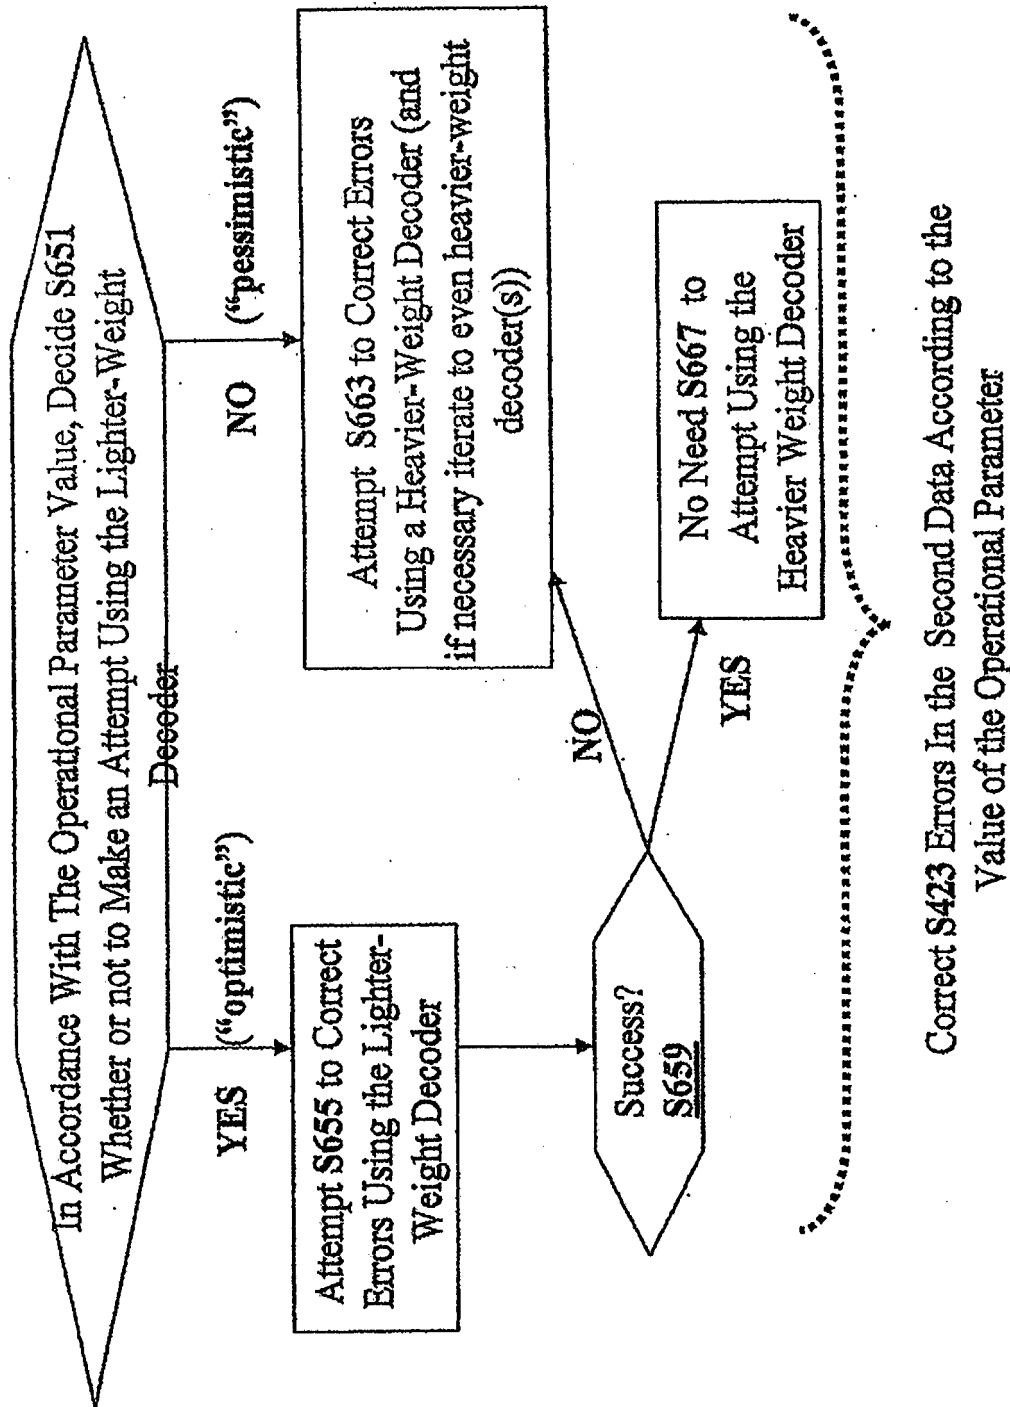 In Accordance With The Operational Parameter Value, Decide S651
Whether or not to Make an Attempt Using the Lighter-Weight
Decoder
YES
("optimistic")
NO
("pessimistic")
Attempt S655 to Correct
Errors Using the Lighter-
Weight Decoder
Attempt S663 to Correct Errors
Using a Heavier-Weight Decoder (and
if necessary iterate to even heavier-weight
decoder(s))
Success?
S659
NO
YES
No Need S667 to
Attempt Using the
Heavier Weight Decoder
Correct S423 Errors In the Second Data According to the
Value of the Operational Parameter